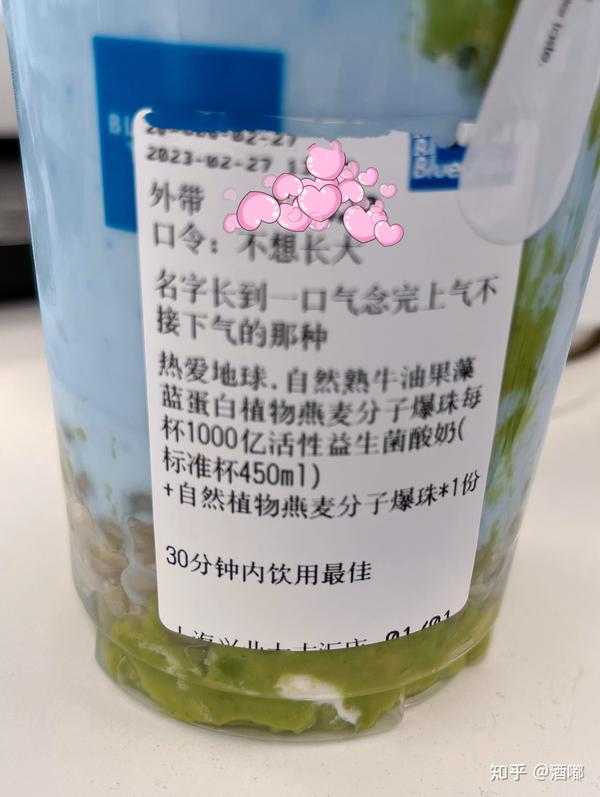 der taste.
2023-02-27
Blue
外带
口令：不想长大
名字长到一口气念完上气不
接下气的那种
热爱地球.自然熟牛油果藻
蓝蛋白植物燕麦分子爆珠每
杯1000亿活性益生菌酸奶(
标准杯450ml)
+自然植物燕麦分子爆珠*1份
30分钟内饮用最佳
01/01
知乎 @酒嘟